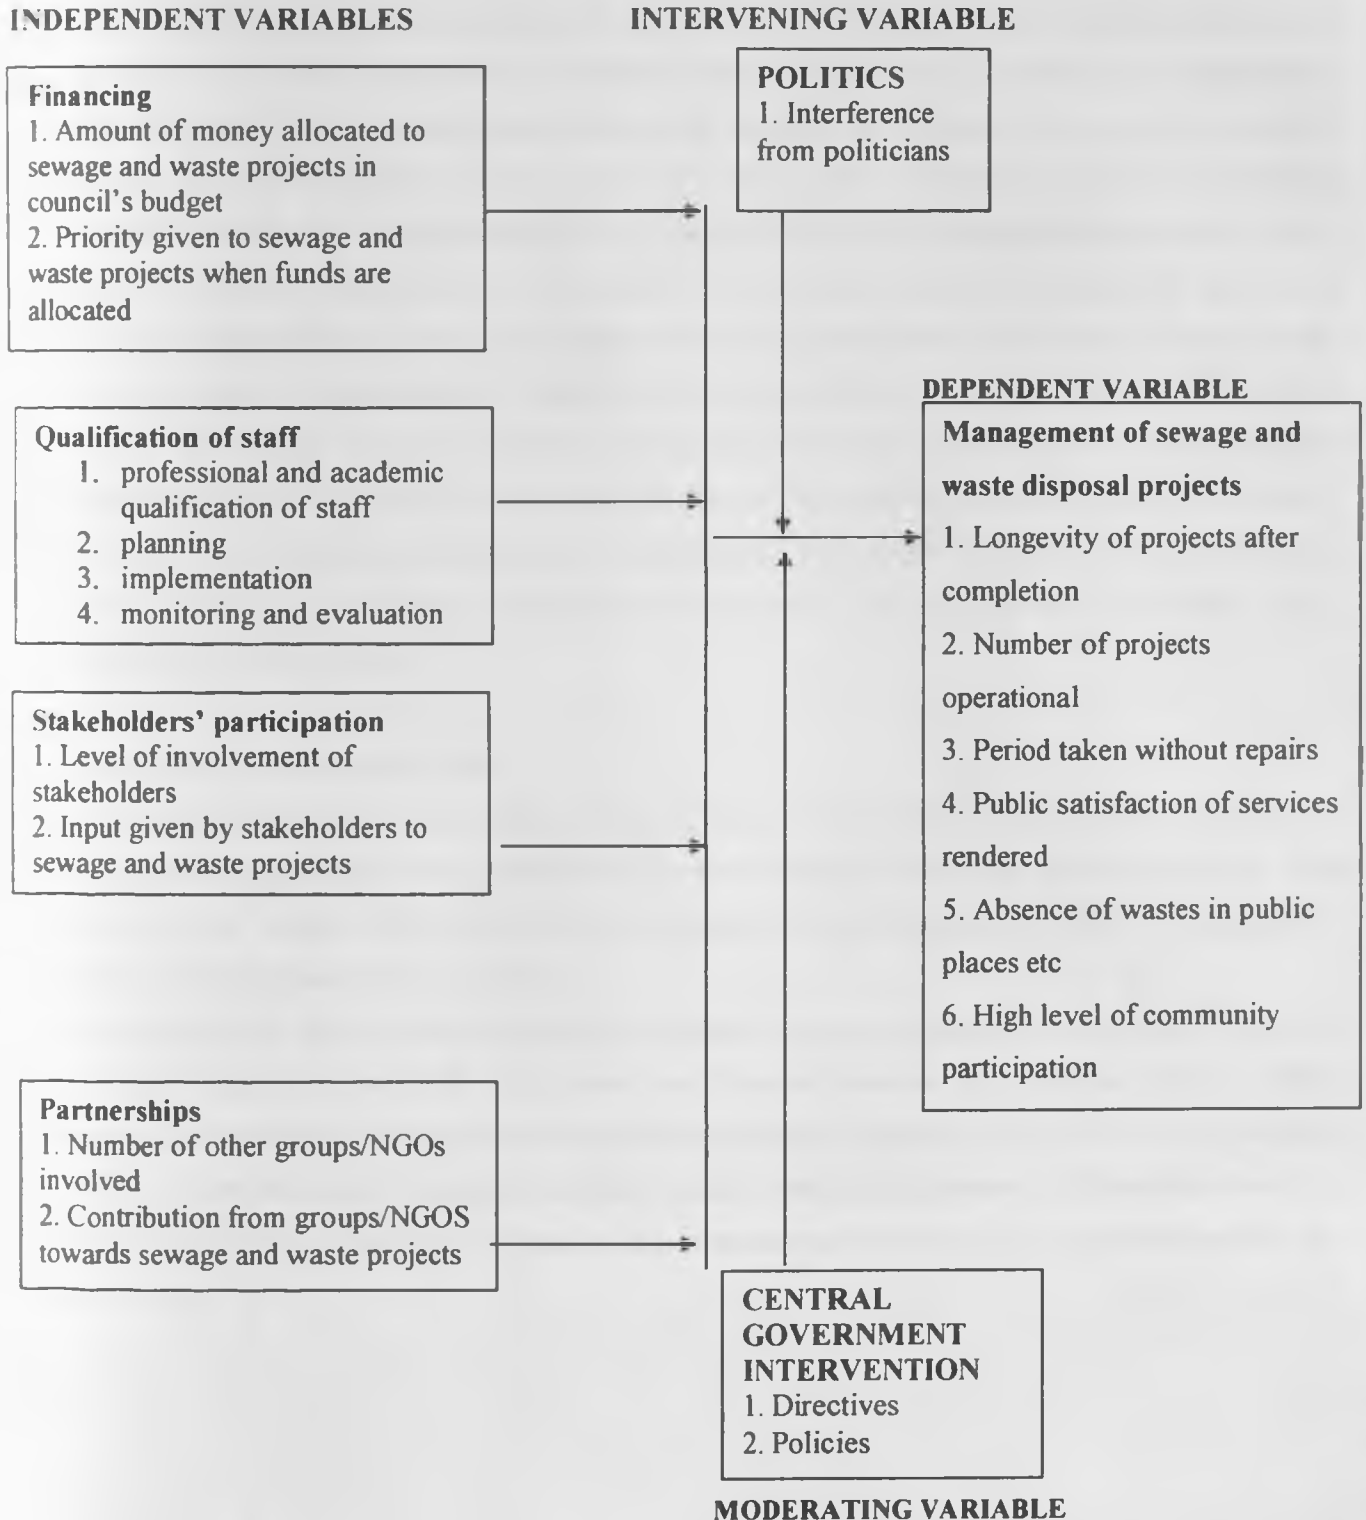 INDEPENDENT VARIABLES
INTERVENING VARIABLE
Financing
1. Amount of money allocated to
sewage and waste projects in
council's budget
2. Priority given to sewage and
waste projects when funds are
allocated
POLITICS
1. Interference
from politicians
Qualification of staff
1. professional and academic
qualification of staff
2. planning
3. implementation
4. monitoring and evaluation
Stakeholders' participation
1. Level of involvement of
stakeholders
2. Input given by stakeholders to
sewage and waste projects
Partnerships
1. Number of other groups/NGOs
involved
2. Contribution from groups/NGOS
towards sewage and waste projects
DEPENDENT VARIABLE
Management of sewage and
waste disposal projects
1. Longevity of projects after
completion
2. Number of projects
operational
3. Period taken without repairs
4. Public satisfaction of services
rendered
5. Absence of wastes in public
places etc
6. High level of community
participation
CENTRAL
GOVERNMENT
INTERVENTION
1. Directives
2. Policies
MODERATING VARIABLE